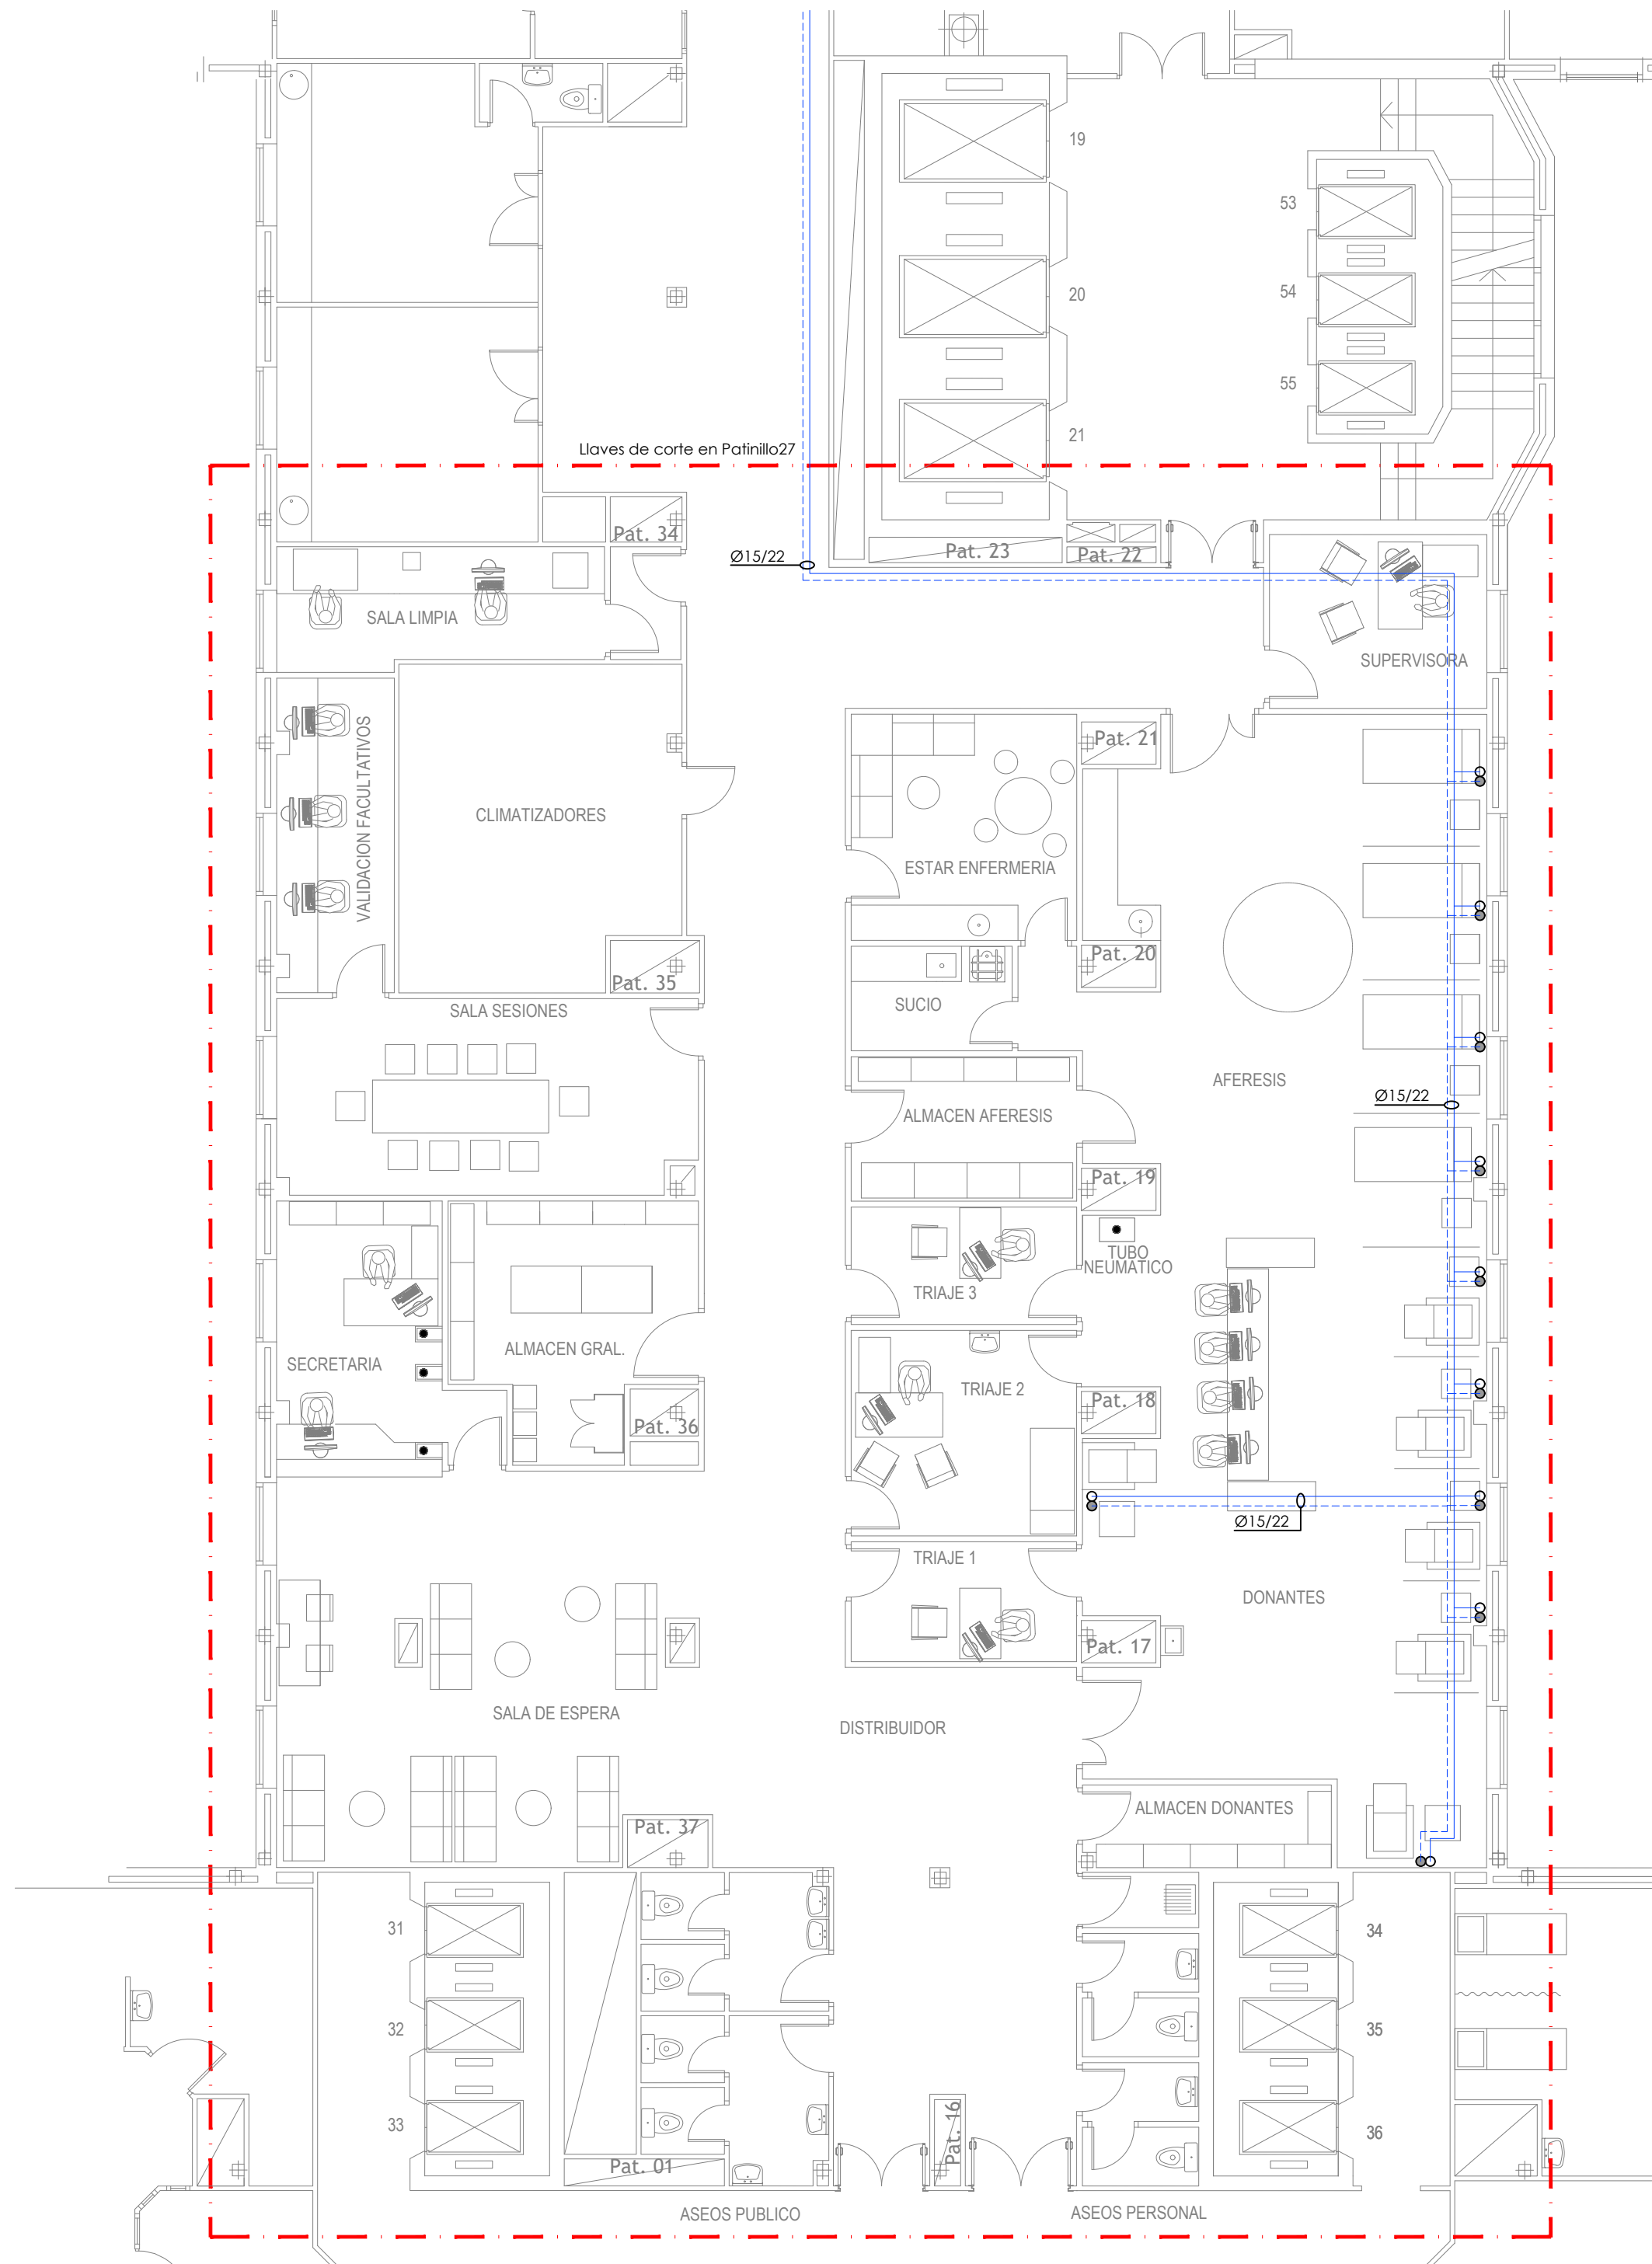 19
53
20
54
55
21
Llaves de corte en Patinillo27
Pat. 34
Ø15/22
Pat. 23
Pat. 22
SALA LIMPIA
SUPERVISORA
VALIDACION FACULTATIVOS
Pat. 21
CLIMATIZADORES
ESTAR ENFERMERIA
Pat. 20
Pat. 35
SUCIO
SALA SESIONES
AFERESIS
Ø15/22
ALMACEN AFERESIS
Pat. 19
TUBO
NEUMATICO
TRIAJE 3
ALMACEN GRAL.
SECRETARIA
TRIAJE 2
Pat. 18
Pat. 36
Ø15/22
TRIAJE 1
DONANTES
Pat. 17
SALA DE ESPERA
DISTRIBUIDOR
ALMACEN DONANTES
Pat. 37
31
34
32
35
33
36
Pat. 16
Pat. 01
ASEOS PUBLICO
ASEOS PERSONAL